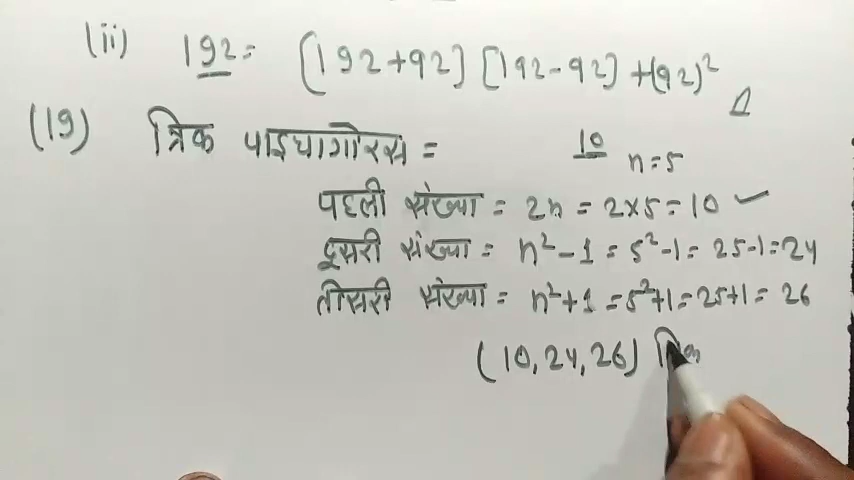 (ii) 192 = [192+92] [192-92] + (92)²
(19) त्रिक पाइथागोरस = 10 n=5
पहली संख्या = 2n = 2×5 = 10 ✓
दूसरी संख्या = n²-1 = 5²-1 = 25-1 = 24
तीसरी संख्या = n²+1 = 5²+1 = 25+1 = 26
(10, 24, 26)